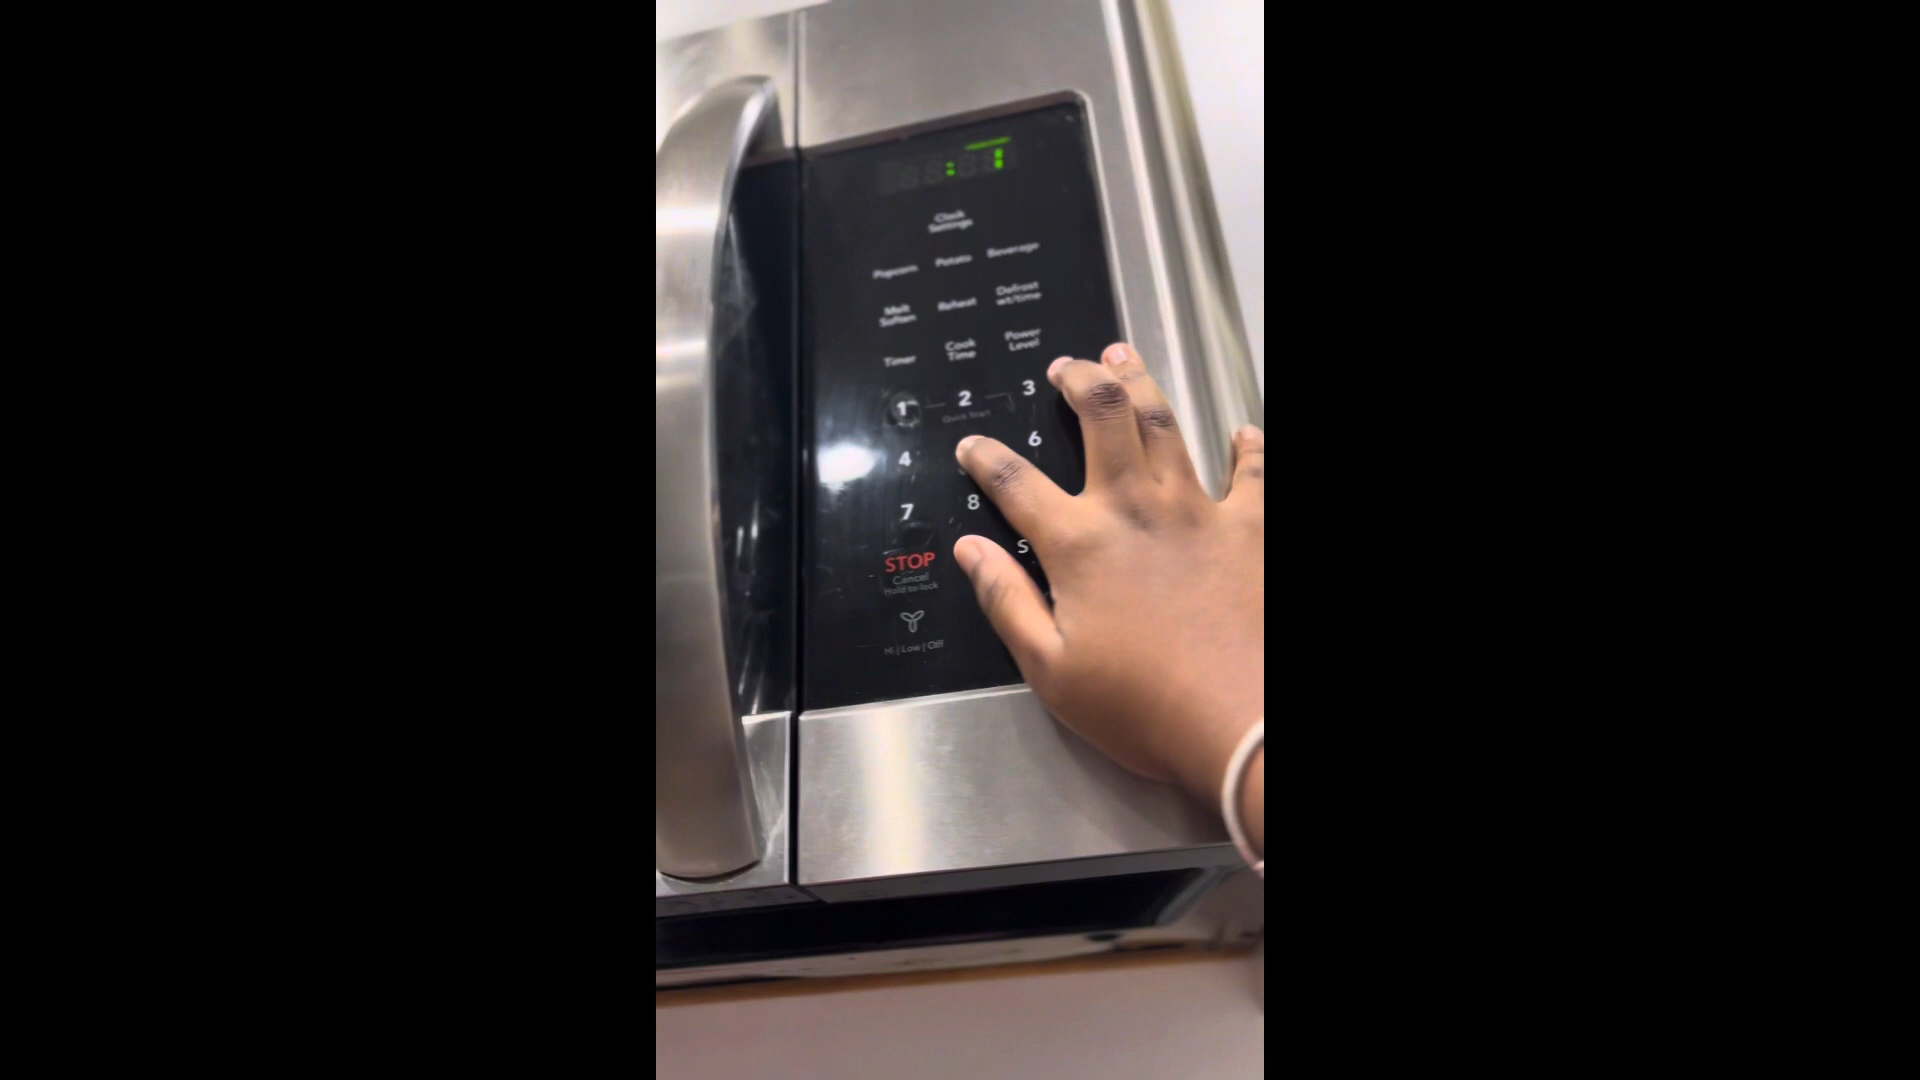 : 1
Clock
Settings
Popcorn Potato Beverage
Melt
Soften
Reheat
Defrost
wt/time
Timer
Cook
Time
Power
Level
1 2 3
Quick Start
4 6
7 8
STOP
Cancel
Hold to lock
S
Hi | Low | Off